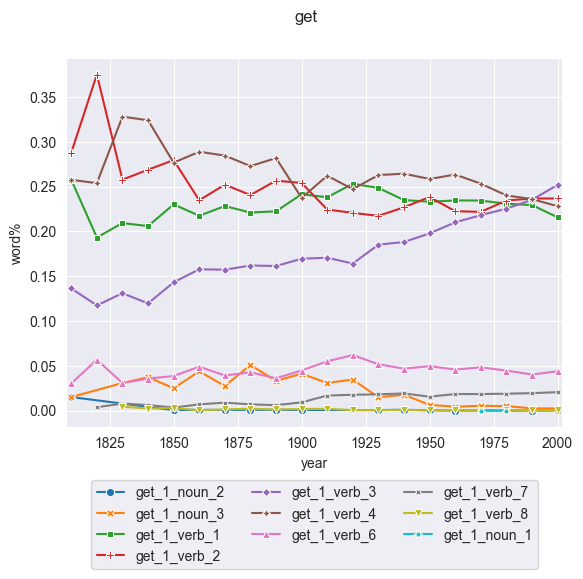 get
0.35
0.30
0.25
0.20
0.15
0.10
0.05
0.00
word%
1825 1850 1875 1900 1925 1950 1975 2000
year
get_1_noun_2 get_1_verb_3 get_1_verb_7
get_1_noun_3 get_1_verb_4 get_1_verb_8
get_1_verb_1 get_1_verb_6 get_1_noun_1
get_1_verb_2